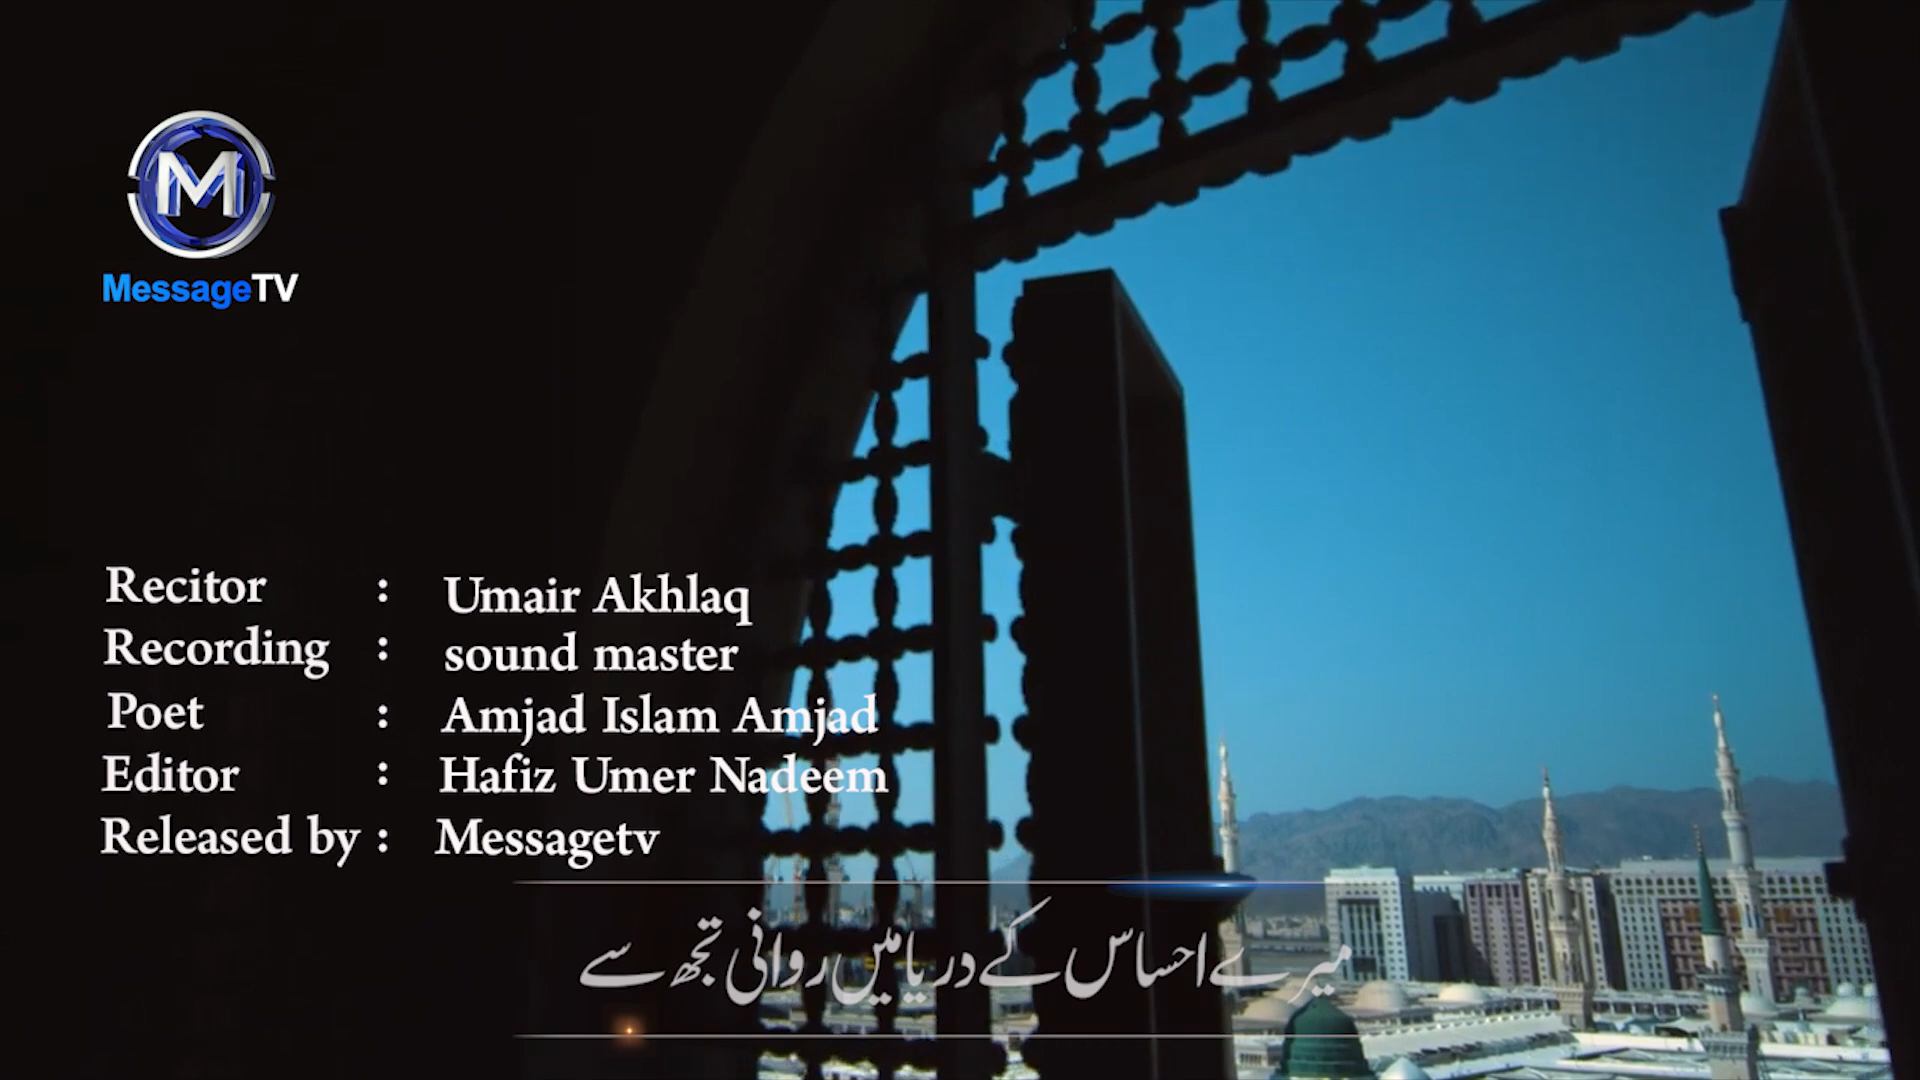 M
MessageTV
Recitor : Umair Akhlaq
Recording : sound master
Poet : Amjad Islam Amjad
Editor : Hafiz Umer Nadeem
Released by : Messagetv
میرے احساس کے دریا میں روانی تجھ سے